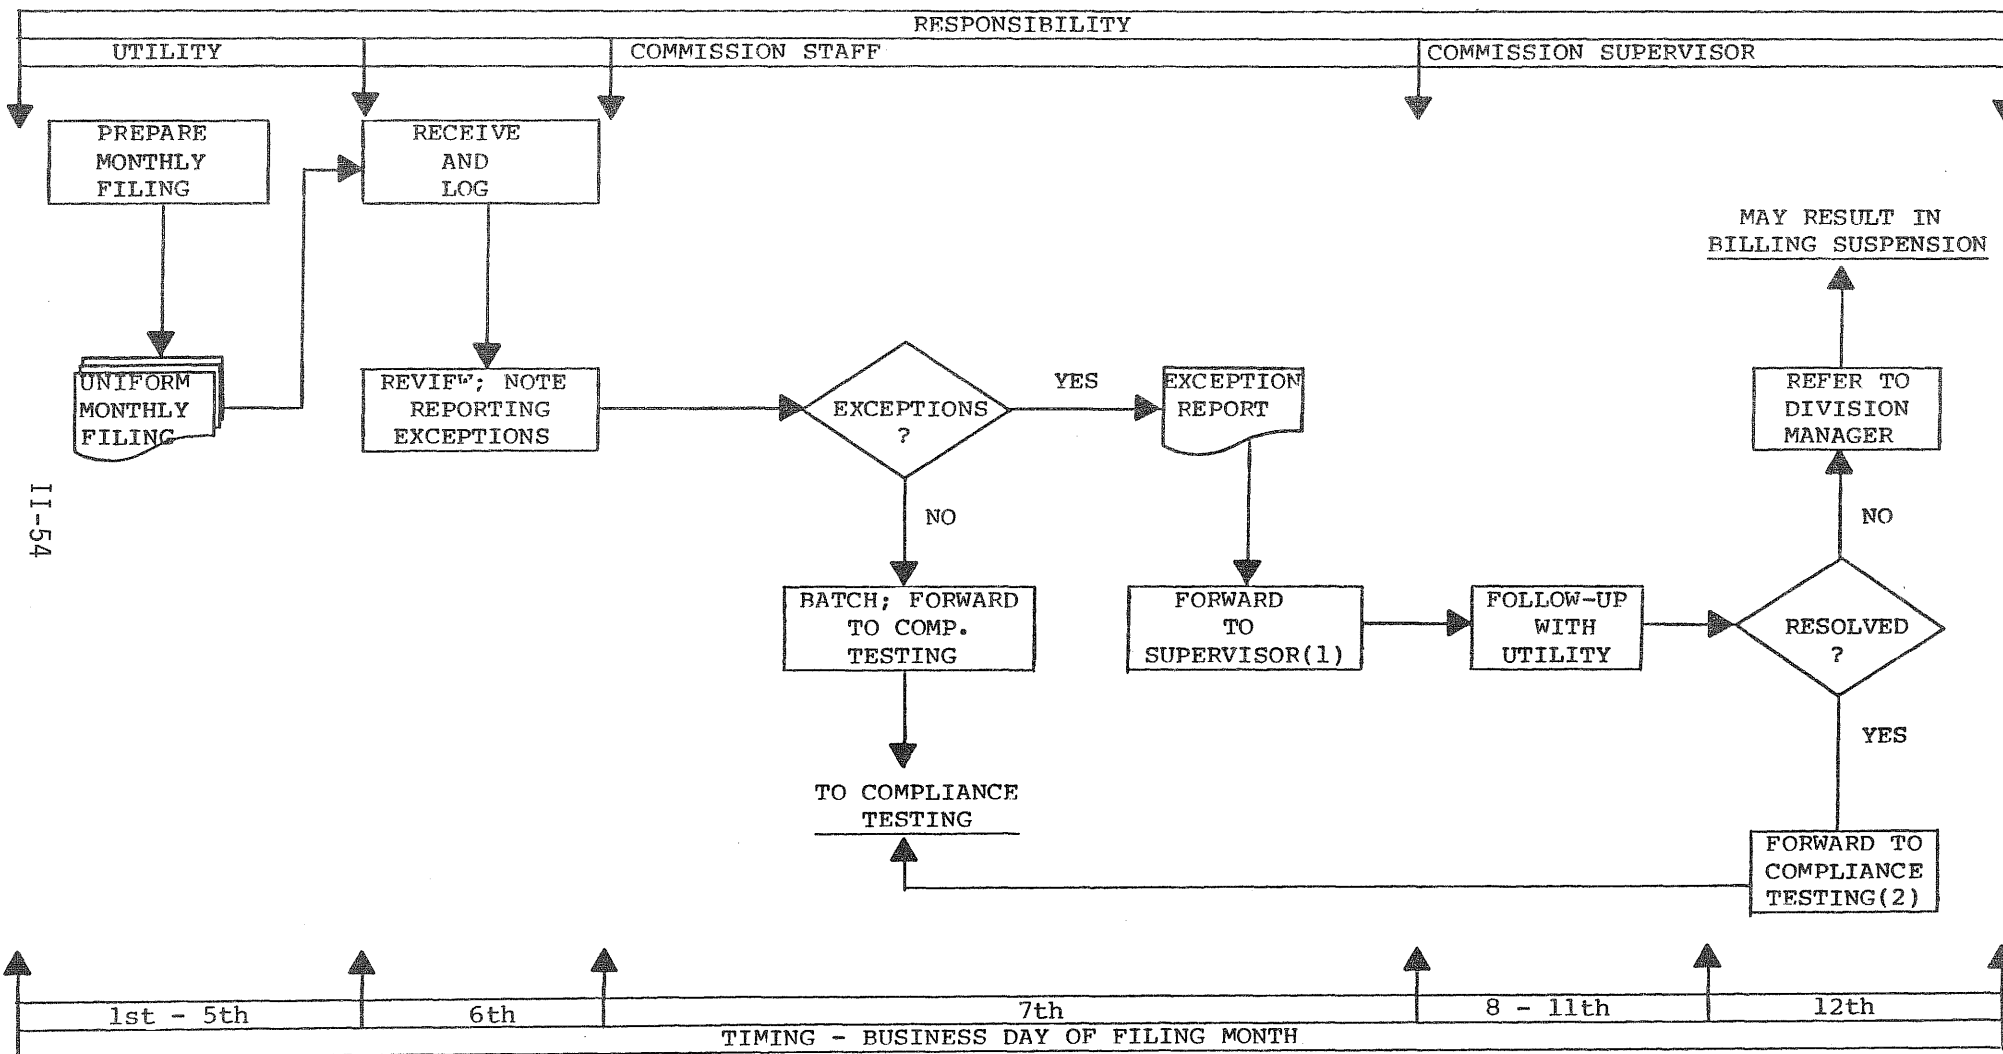 RESPONSIBILITY
UTILITY
COMMISSION STAFF
COMMISSION SUPERVISOR
PREPARE
MONTHLY
FILING
RECEIVE
AND
LOG
MAY RESULT IN
BILLING SUSPENSION
UNIFORM
MONTHLY
FILING
REVIEW; NOTE
REPORTING
EXCEPTIONS
EXCEPTIONS
?
YES
EXCEPTION
REPORT
REFER TO
DIVISION
MANAGER
II-54
NO
NO
BATCH; FORWARD
TO COMP.
TESTING
FORWARD
TO
SUPERVISOR(1)
FOLLOW-UP
WITH
UTILITY
RESOLVED
?
YES
TO COMPLIANCE
TESTING
FORWARD TO
COMPLIANCE
TESTING(2)
1st - 5th
6th
7th
8 - 11th
12th
TIMING - BUSINESS DAY OF FILING MONTH